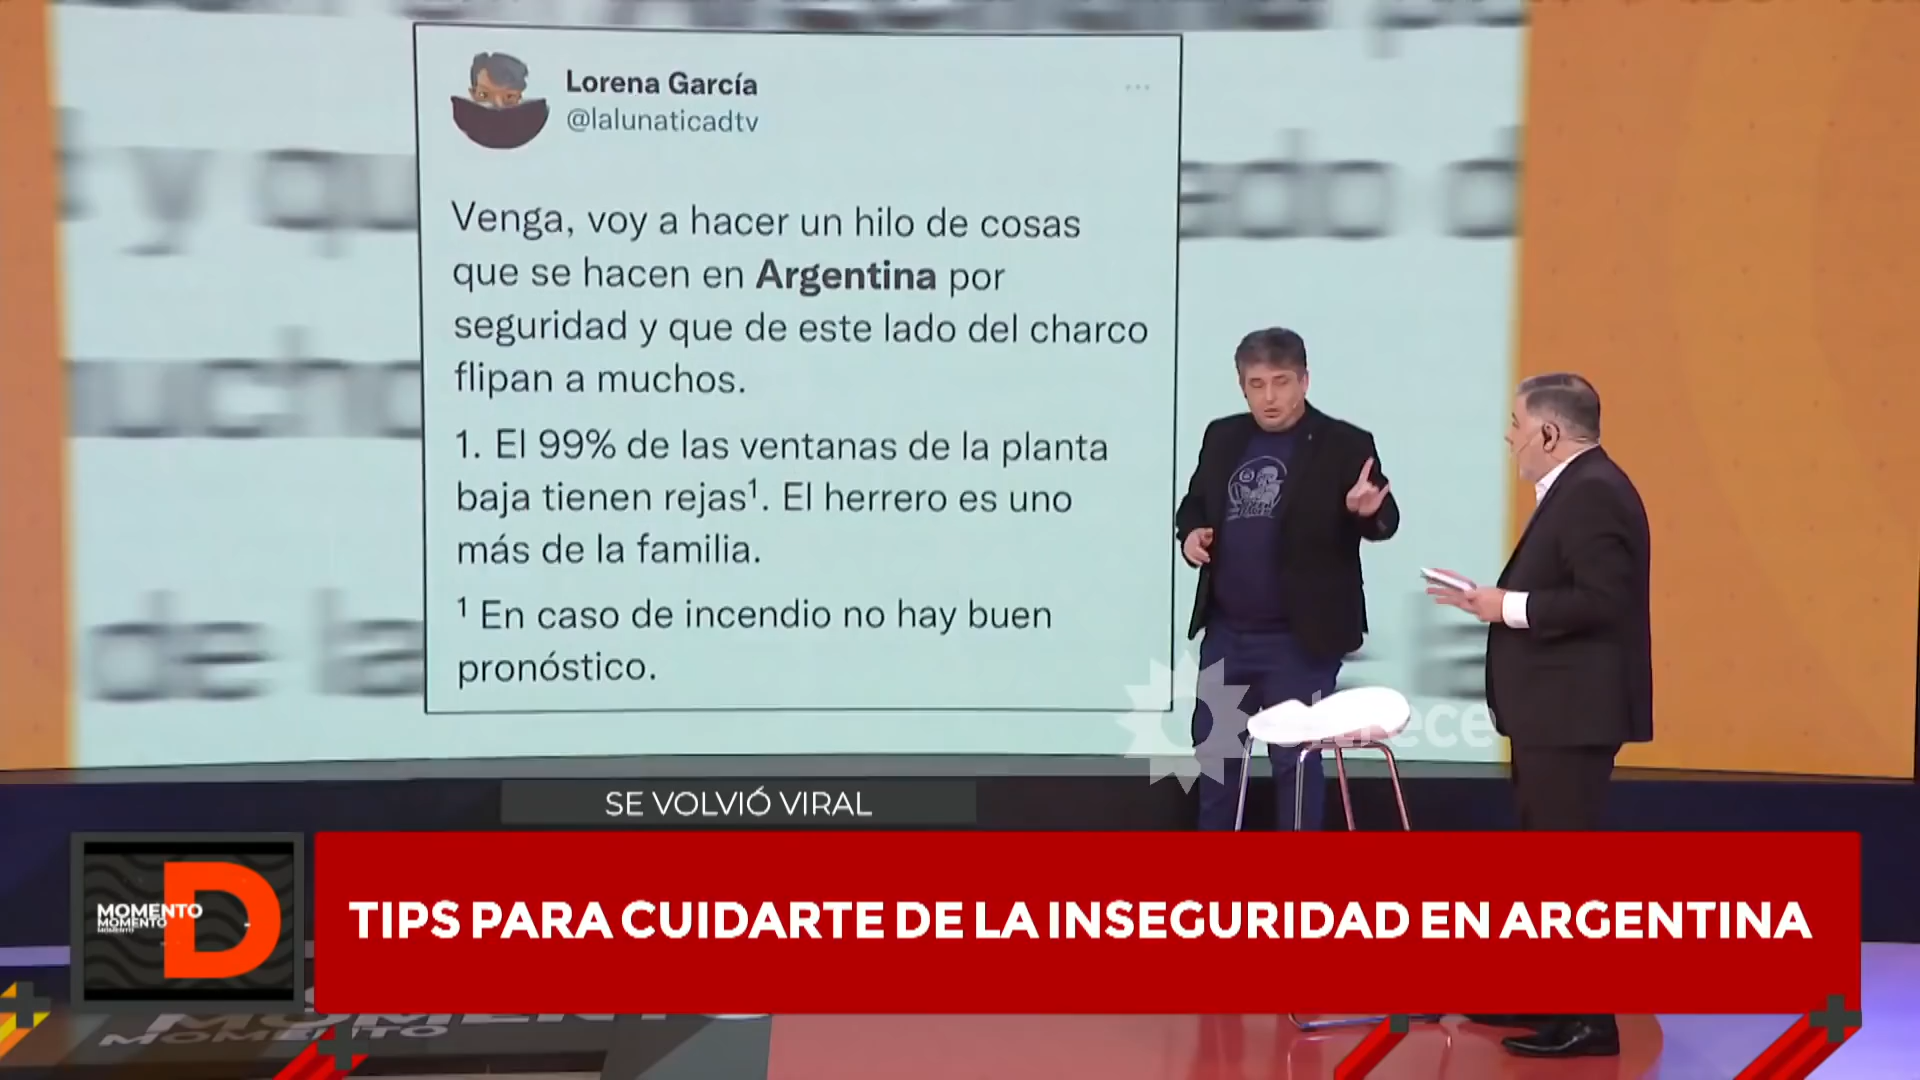 Lorena García
@lalunaticadtv
Venga, voy a hacer un hilo de cosas
que se hacen en Argentina por
seguridad y que de este lado del charco
flipan a muchos.
1. El 99% de las ventanas de la planta
baja tienen rejas¹. El herrero es uno
más de la familia.
¹ En caso de incendio no hay buen
pronóstico.
SE VOLVIÓ VIRAL
MOMENTO
MOMENTO
MOMENTO
D
TIPS PARA CUIDARTE DE LA INSEGURIDAD EN ARGENTINA
MOMENTO